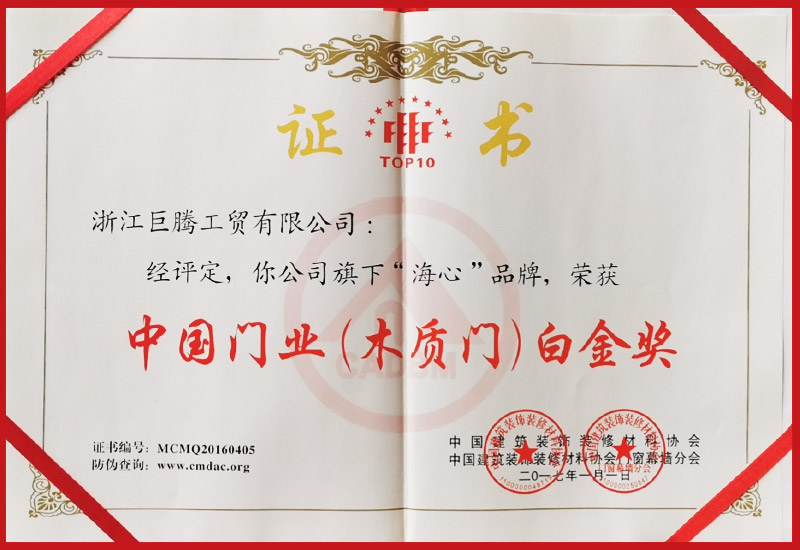 证 书
TOP10
浙江巨腾工贸有限公司：
经评定，你公司旗下“海心”品牌，荣获
中国门业(木质门)白金奖
证书编号：MCMQ20160405
防伪查询：www.cmdac.org
中国建筑装饰装修材料协会
中国建筑装饰装修材料协会门窗幕墙分会
二〇一七年一月一日